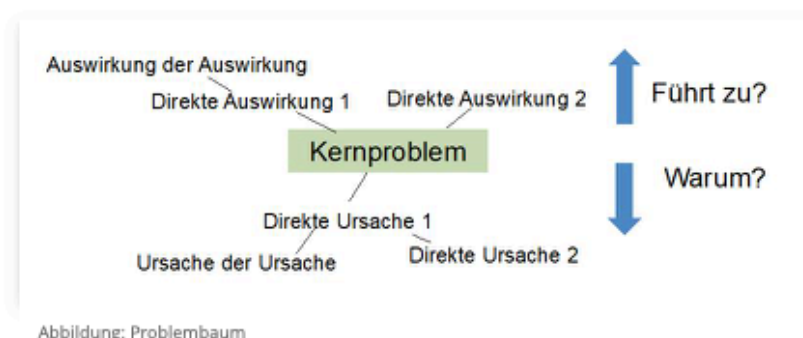 Auswirkung der Auswirkung
Direkte Auswirkung 1
Direkte Auswirkung 2
Führt zu?
Kernproblem
Warum?
Direkte Ursache 1
Direkte Ursache 2
Ursache der Ursache
Abbildung: Problembaum